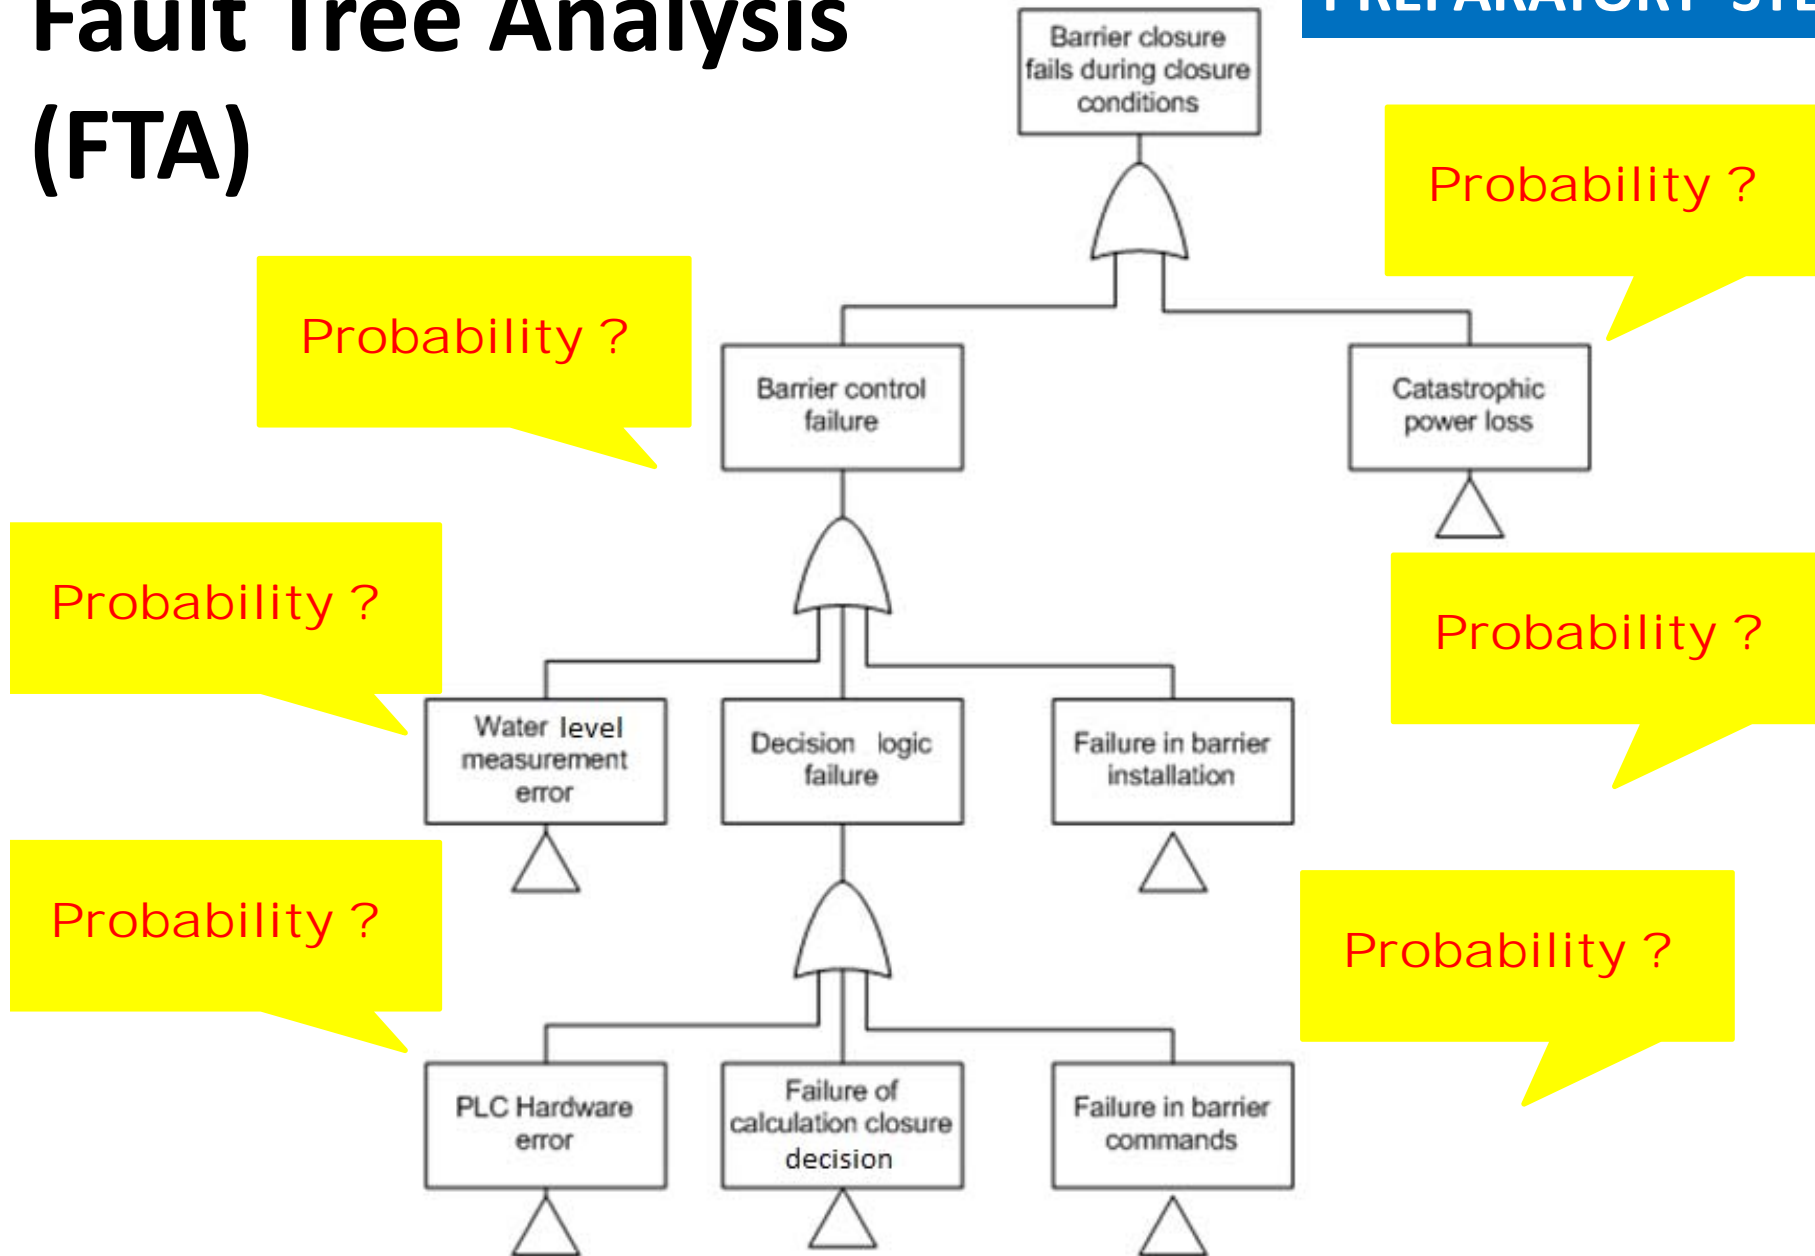 Fault Tree Analysis
(FTA)
PREPARATORY STE
Barrier closure
fails during closure
conditions
Probability ?
Probability ?
Barrier control
failure
Catastrophic
power loss
Probability ?
Probability ?
Water level
measurement
error
Decision logic
failure
Failure in barrier
installation
Probability ?
Probability ?
PLC Hardware
error
Failure of
calculation closure
decision
Failure in barrier
commands